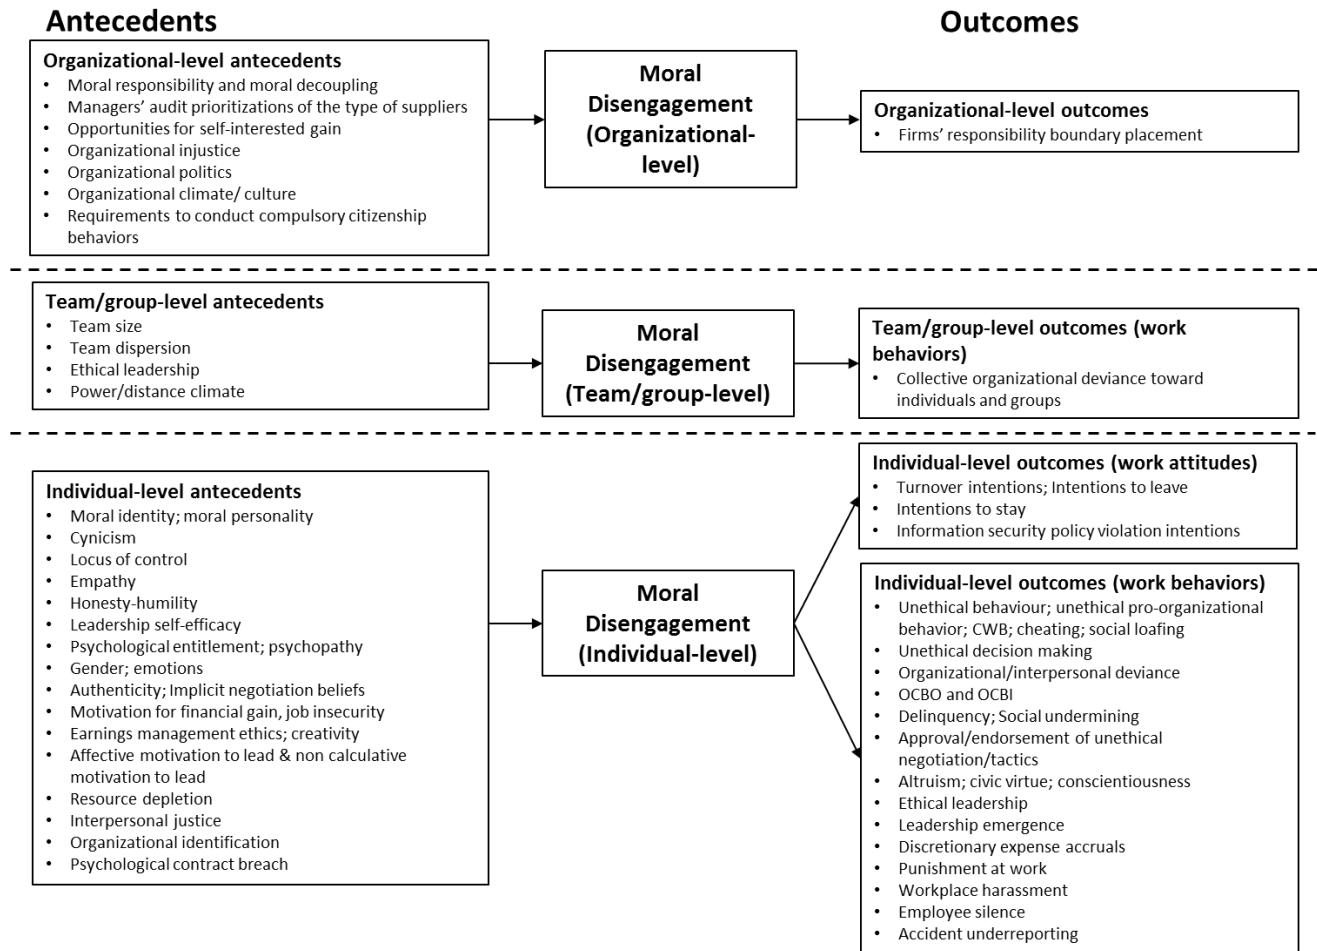 Antecedents
Outcomes
Organizational-level antecedents
• Moral responsibility and moral decoupling
• Managers’ audit prioritizations of the type of suppliers
• Opportunities for self-interested gain
• Organizational injustice
• Organizational politics
• Organizational climate/ culture
• Requirements to conduct compulsory citizenship
behaviors
Moral
Disengagement
(Organizational-
level)
Organizational-level outcomes
• Firms’ responsibility boundary placement
Team/group-level antecedents
• Team size
• Team dispersion
• Ethical leadership
• Power/distance climate
Moral
Disengagement
(Team/group-level)
Team/group-level outcomes (work
behaviors)
• Collective organizational deviance toward
individuals and groups
Individual-level antecedents
• Moral identity; moral personality
• Cynicism
• Locus of control
• Empathy
• Honesty-humility
• Leadership self-efficacy
• Psychological entitlement; psychopathy
• Gender; emotions
• Authenticity; Implicit negotiation beliefs
• Motivation for financial gain, job insecurity
• Earnings management ethics; creativity
• Affective motivation to lead & non calculative
motivation to lead
• Resource depletion
• Interpersonal justice
• Organizational identification
• Psychological contract breach
Moral
Disengagement
(Individual-level)
Individual-level outcomes (work attitudes)
• Turnover intentions; Intentions to leave
• Intentions to stay
• Information security policy violation intentions
Individual-level outcomes (work behaviors)
• Unethical behaviour; unethical pro-organizational
behavior; CWB; cheating; social loafing
• Unethical decision making
• Organizational/interpersonal deviance
• OCBO and OCBI
• Delinquency; Social undermining
• Approval/endorsement of unethical
negotiation/tactics
• Altruism; civic virtue; conscientiousness
• Ethical leadership
• Leadership emergence
• Discretionary expense accruals
• Punishment at work
• Workplace harassment
• Employee silence
• Accident underreporting